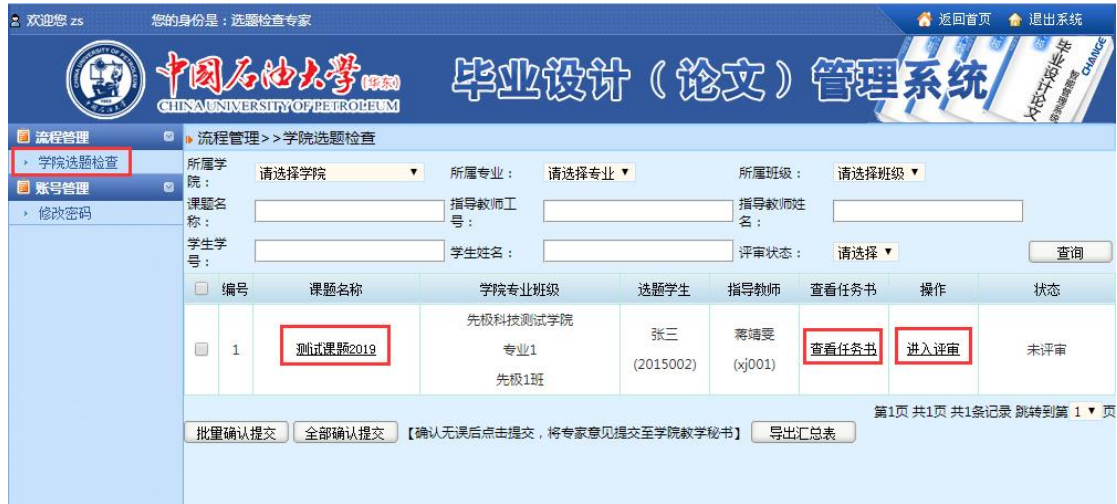 欢迎您 zs 您的身份是：选题检查专家 返回首页 退出系统
中国石油大学(华东) 毕业设计（论文）管理系统
CHINA UNIVERSITY OF PETROLEUM
毕业设计论文
智能管理系统
CHANGE
流程管理
学院选题检查
账号管理
修改密码
流程管理>>学院选题检查
所属学院： 请选择学院 所属专业： 请选择专业 所属班级： 请选择班级
课题名称： 指导教师工号： 指导教师姓名：
学生学号： 学生姓名： 评审状态： 请选择 查询
编号 课题名称 学院专业班级 选题学生 指导教师 查看任务书 操作 状态
1 测试课题2019 先极科技测试学院 专业1 先极1班 张三 (2015002) 蒋靖雯 (xj001) 查看任务书 进入评审 未评审
第1页 共1页 共1条记录 跳转到第 1 页
批量确认提交 全部确认提交 【确认无误后点击提交，将专家意见提交至学院教学秘书】 导出汇总表